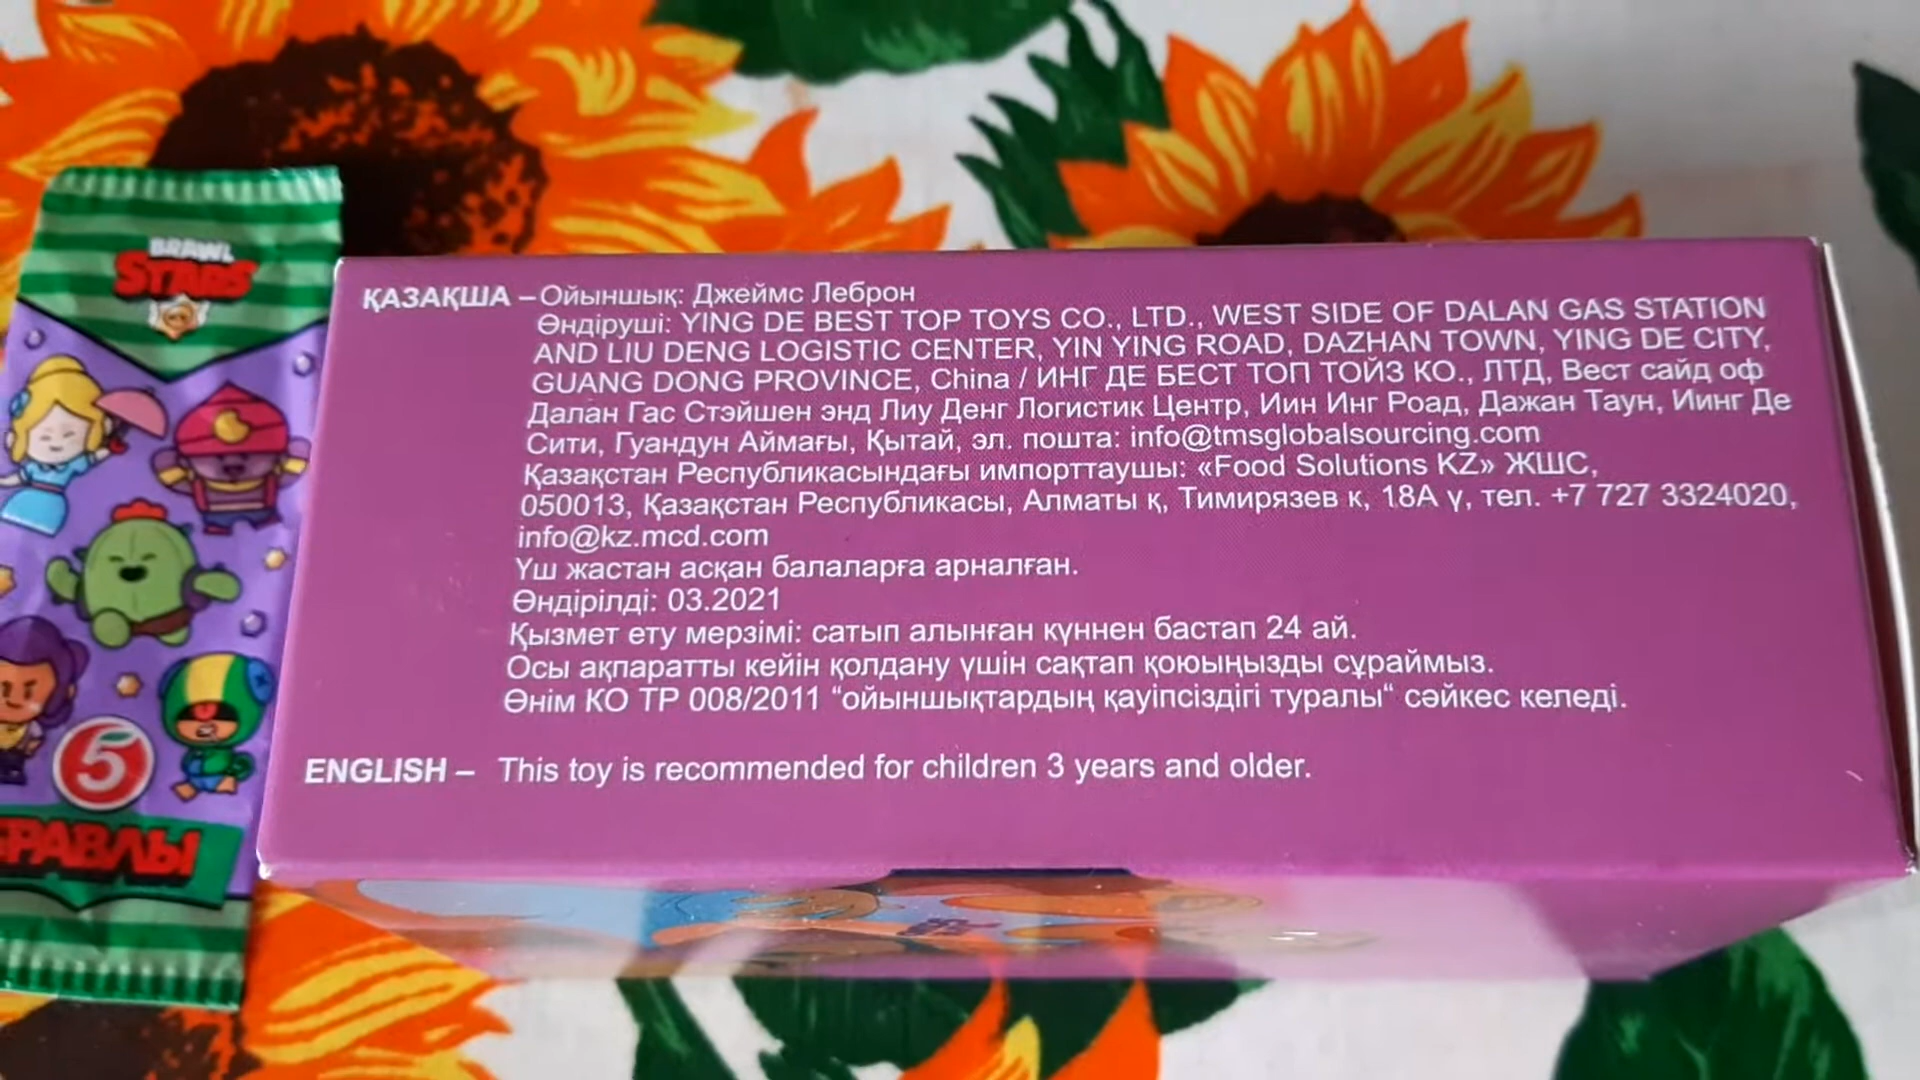 BRAWL
STARS
5
БРАВЛЫ
ҚАЗАҚША – Ойыншық: Джеймс Леброн
Өндіруші: YING DE BEST TOP TOYS CO., LTD., WEST SIDE OF DALAN GAS STATION
AND LIU DENG LOGISTIC CENTER, YIN YING ROAD, DAZHAN TOWN, YING DE CITY,
GUANG DONG PROVINCE, China / ИНГ ДЕ БЕСТ ТОП ТОЙЗ КО., ЛТД, Вест сайд оф
Далан Гас Стэйшен энд Лиу Денг Логистик Центр, Иин Инг Роад, Дажан Таун, Иинг Де
Сити, Гуандун Аймағы, Қытай, эл. пошта: info@tmsglobalsourcing.com
Қазақстан Республикасындағы импорттаушы: «Food Solutions KZ» ЖШС,
050013, Қазақстан Республикасы, Алматы қ, Тимирязев к, 18А ү, тел. +7 727 3324020,
info@kz.mcd.com
Үш жастан асқан балаларға арналған.
Өндірілді: 03.2021
Қызмет ету мерзімі: сатып алынған күннен бастап 24 ай.
Осы ақпаратты кейін қолдану үшін сақтап қоюыңызды сұраймыз.
Өнім КО ТР 008/2011 “ойыншықтардың қауіпсіздігі туралы“ сәйкес келеді.
ENGLISH – This toy is recommended for children 3 years and older.